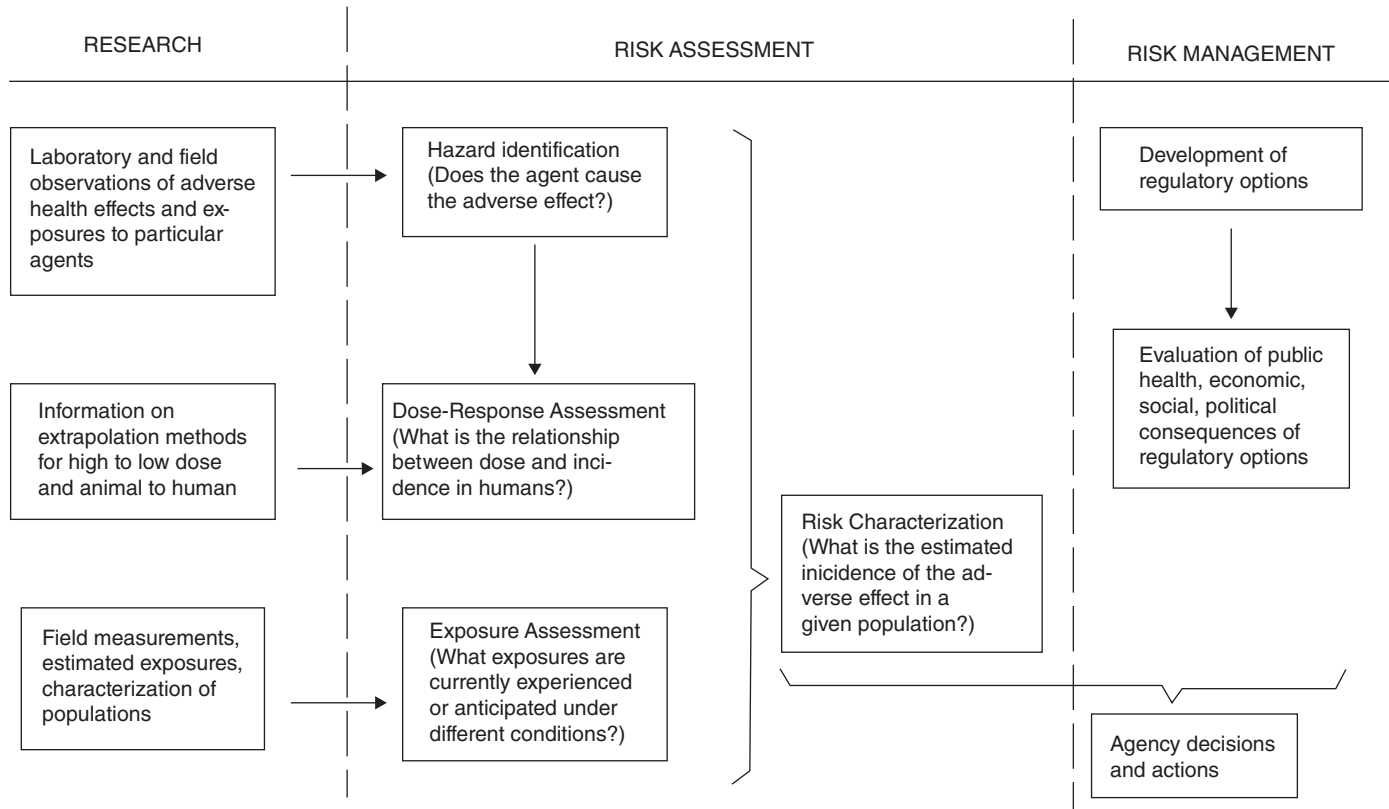 RESEARCH
RISK ASSESSMENT
RISK MANAGEMENT
Laboratory and field
observations of adverse
health effects and ex-
posures to particular
agents
Hazard identification
(Does the agent cause
the adverse effect?)
Development of
regulatory options
Information on
extrapolation methods
for high to low dose
and animal to human
Dose-Response Assessment
(What is the relationship
between dose and inci-
dence in humans?)
Evaluation of public
health, economic,
social, political
consequences of
regulatory options
Risk Characterization
(What is the estimated
inicidence of the ad-
verse effect in a
given population?)
Field measurements,
estimated exposures,
characterization of
populations
Exposure Assessment
(What exposures are
currently experienced
or anticipated under
different conditions?)
Agency decisions
and actions